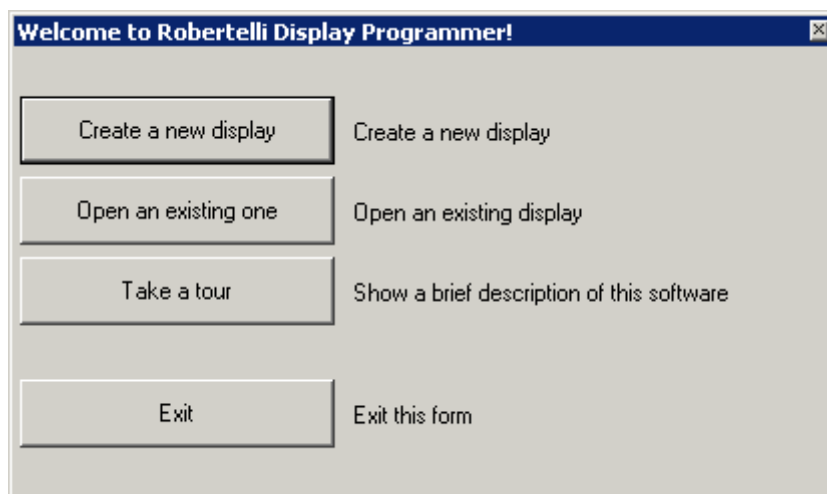 Welcome to Robertelli Display Programmer!
Create a new display Create a new display
Open an existing one Open an existing display
Take a tour Show a brief description of this software
Exit Exit this form